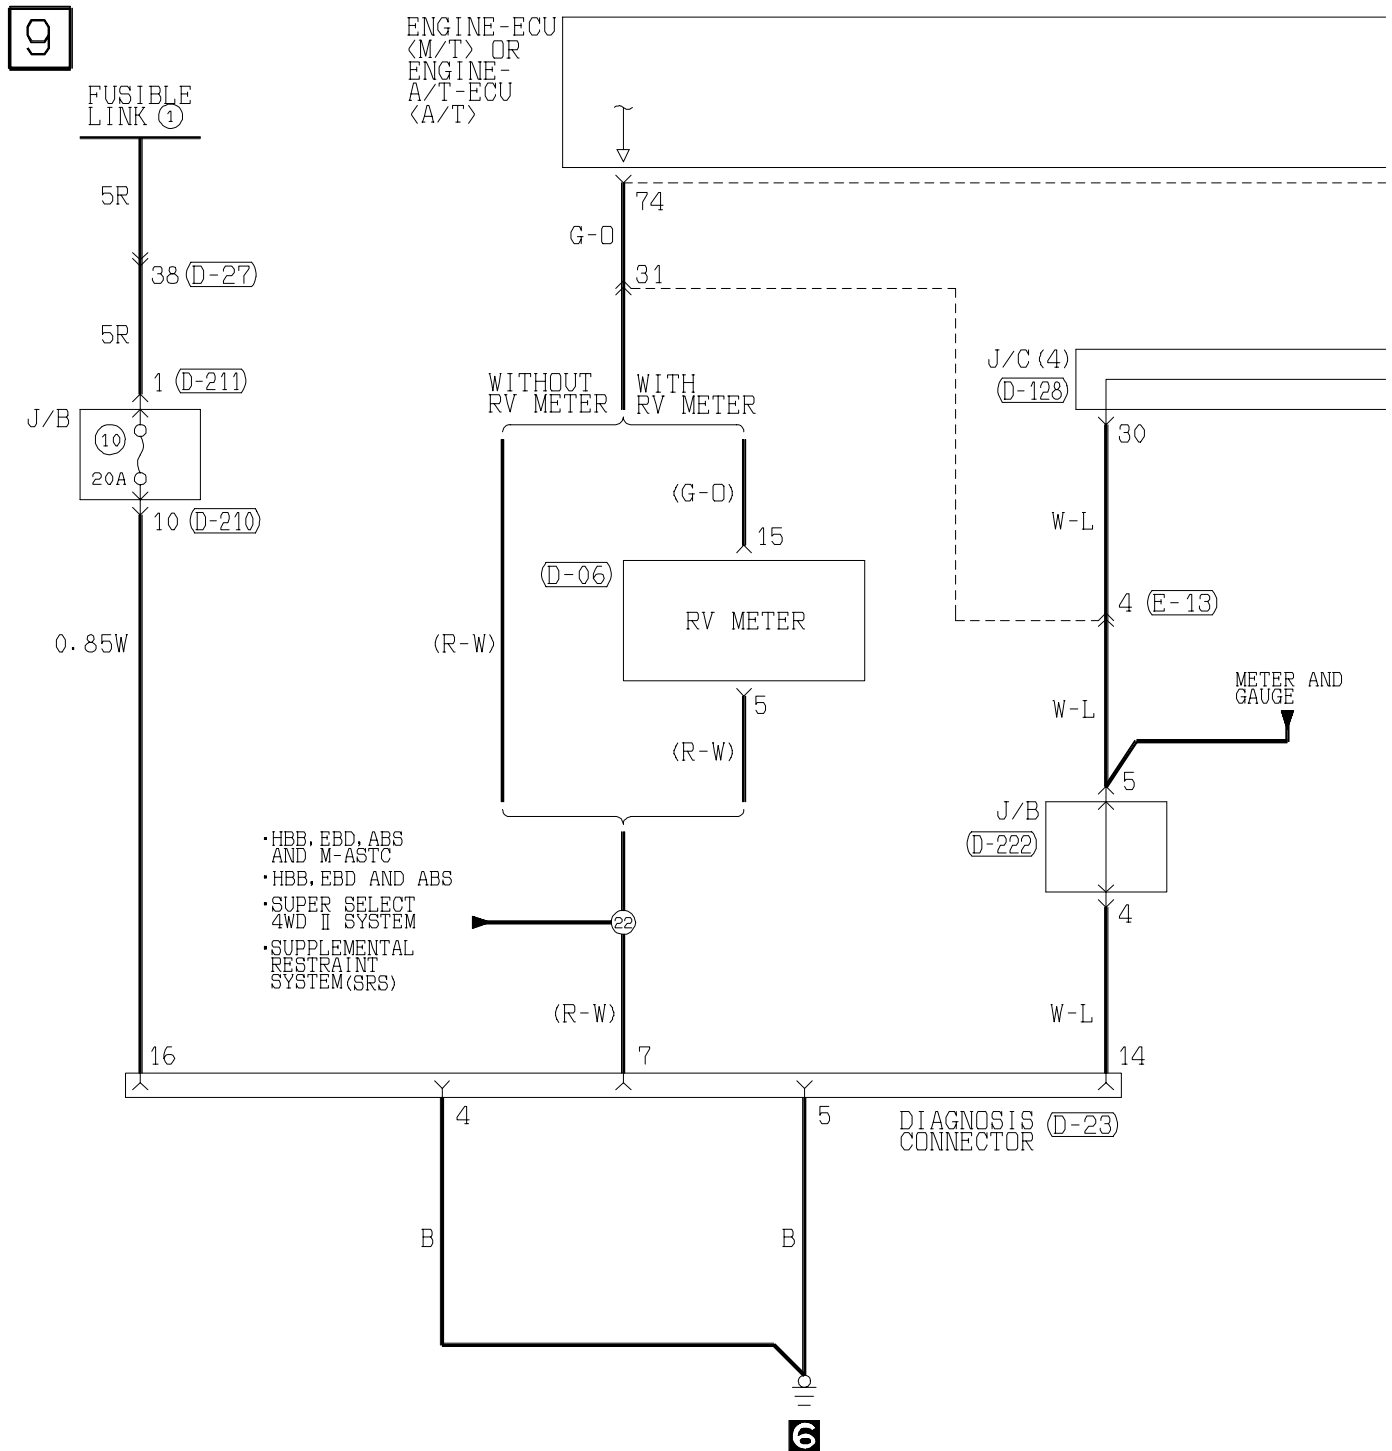 9
ENGINE-ECU
<M/T> OR
ENGINE-
A/T-ECU
<A/T>
FUSIBLE
LINK ①
5R
74
G-O
38 (D-27)
31
5R
1 (D-211)
J/B
10
20A
10 (D-210)
WITHOUT
RV METER
WITH
RV METER
J/C (4)
(D-128)
30
(G-O)
15
W-L
(D-06)
RV METER
4 (E-13)
0.85W
(R-W)
5
(R-W)
W-L
METER AND
GAUGE
5
J/B
(D-222)
4
·HBB, EBD, ABS
AND M-ASTC
·HBB, EBD AND ABS
·SUPER SELECT
4WD Ⅱ SYSTEM
·SUPPLEMENTAL
RESTRAINT
SYSTEM(SRS)
22
(R-W)
W-L
16
7
14
4
5
DIAGNOSIS
CONNECTOR
(D-23)
B
B
6